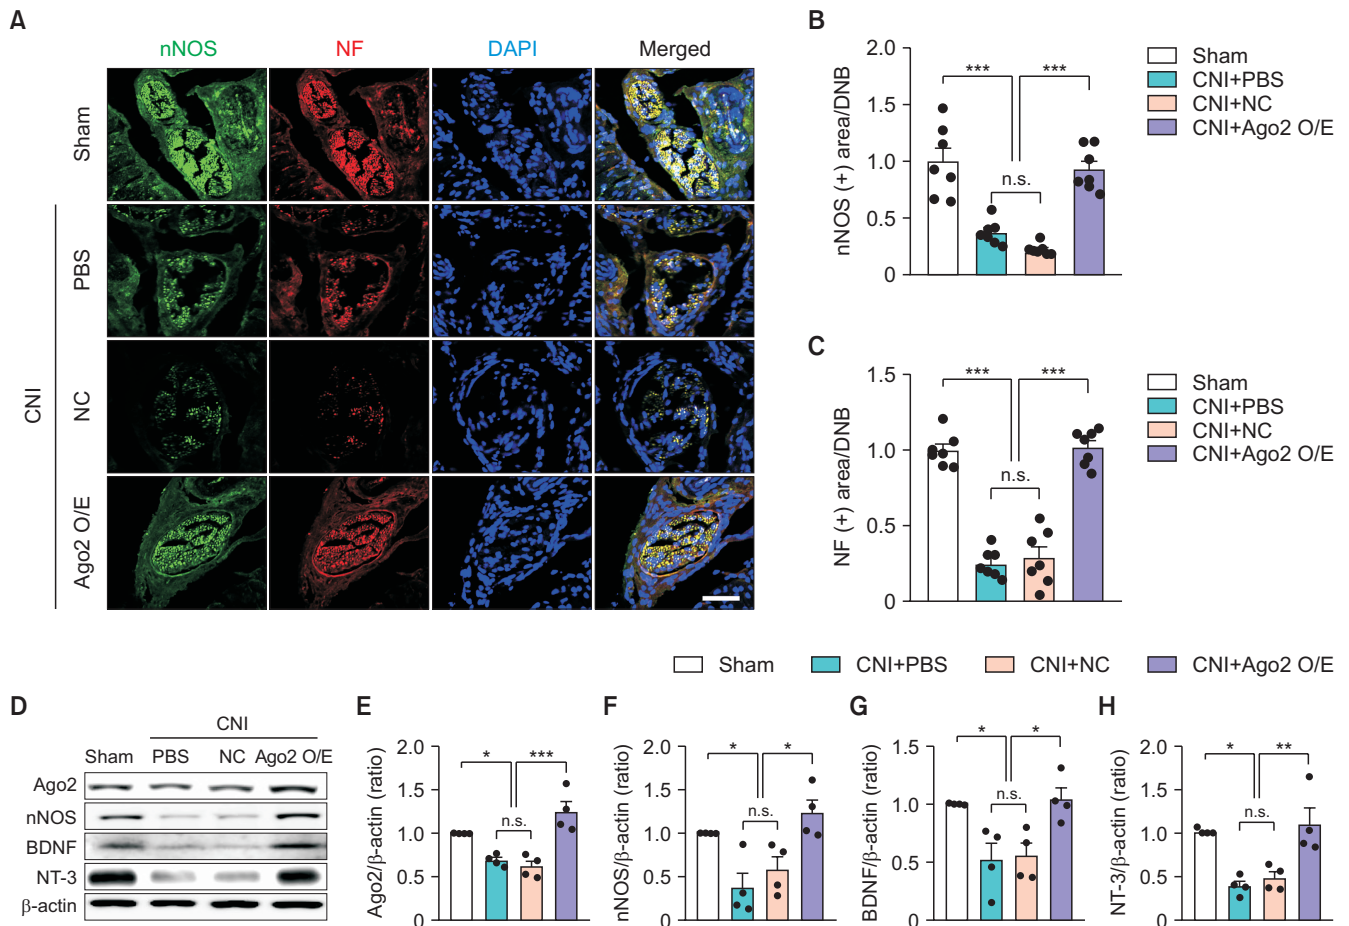 A
nNOS NF DAPI Merged
Sham
CNI
PBS
NC
Ago2 O/E
B
nNOS (+) area/DNB
2.0
1.5
1.0
0.5
0
*** ***
n.s.
Sham
CNI+PBS
CNI+NC
CNI+Ago2 O/E
C
NF (+) area/DNB
1.5
1.0
0.5
0
*** ***
n.s.
Sham
CNI+PBS
CNI+NC
CNI+Ago2 O/E
Sham CNI+PBS CNI+NC CNI+Ago2 O/E
D
CNI
Sham PBS NC Ago2 O/E
Ago2
nNOS
BDNF
NT-3
β-actin
E
Ago2/β-actin (ratio)
2.0
1.5
1.0
0.5
0
* ***
n.s.
F
nNOS/β-actin (ratio)
2.0
1.5
1.0
0.5
0
* *
n.s.
G
BDNF/β-actin (ratio)
1.5
1.0
0.5
0
* *
n.s.
H
NT-3/β-actin (ratio)
2.0
1.5
1.0
0.5
0
* **
n.s.